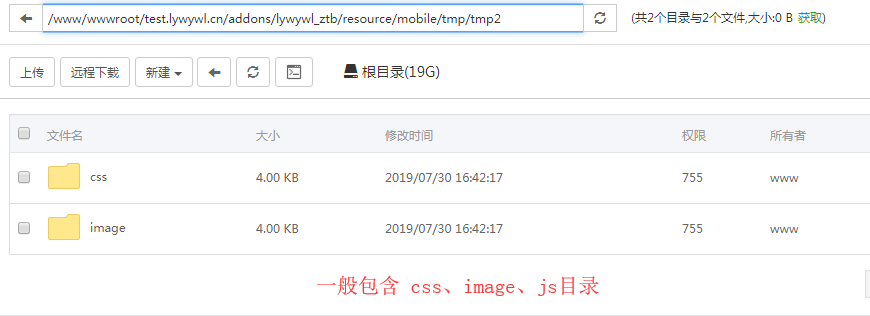 /www/wwwroot/test.lywywl.cn/addons/lywywl_ztb/resource/mobile/tmp/tmp2 (共2个目录与2个文件,大小:0 B 获取)
上传 远程下载 新建 根目录(19G)
文件名 大小 修改时间 权限 所有者
css 4.00 KB 2019/07/30 16:42:17 755 www
image 4.00 KB 2019/07/30 16:42:17 755 www
一般包含 css、image、js目录